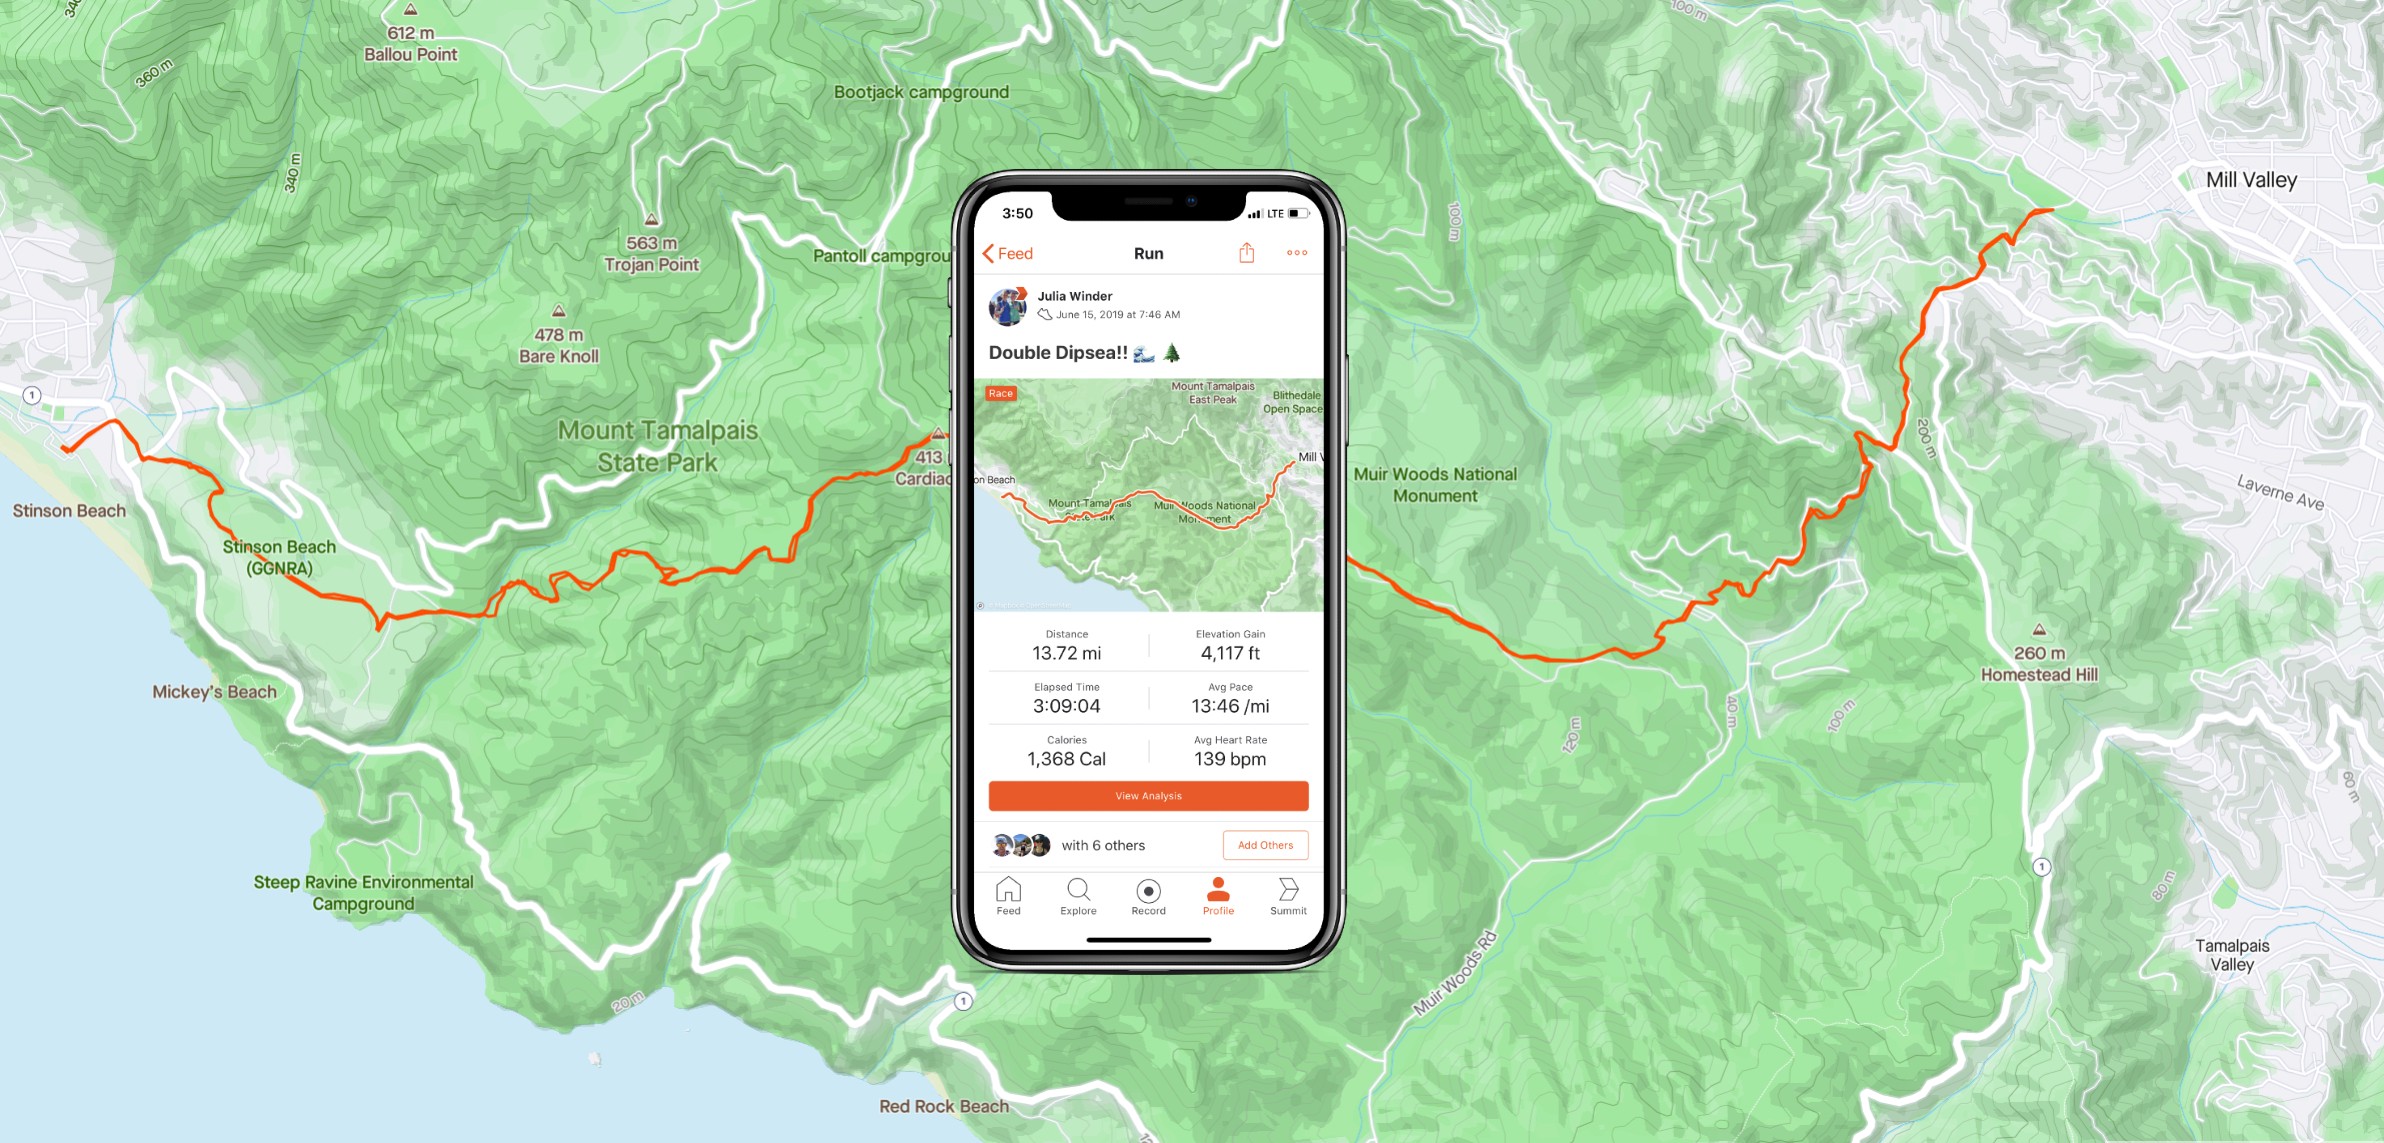 340
612 m
Ballou Point
360 m
340 m
Bootjack campground
100 m
Mill Valley
563 m
Trojan Point
Pantoll campgrou
100 m
478 m
Bare Knoll
1
Mount Tamalpais
State Park
413
Cardiac
Stinson Beach
Stinson Beach
(GGNRA)
Mickey's Beach
Steep Ravine Environmental
Campground
20 m
1
Red Rock Beach
3:50
LTE
Feed
Run
Julia Winder
June 15, 2019 at 7:46 AM
Double Dipsea!!
Race
Mount Tamalpais
East Peak
Blithedale
Open Space
Mill V
on Beach
Mount Tamalpais
State Park
Muir Woods National
Monument
Distance
13.72 mi
Elevation Gain
4,117 ft
Elapsed Time
3:09:04
Avg Pace
13:46 /mi
Calories
1,368 Cal
Avg Heart Rate
139 bpm
View Analysis
with 6 others
Add Others
Feed
Explore
Record
Profile
Summit
Muir Woods National
Monument
200 m
Laverne Ave
260 m
Homestead Hill
40 m
120 m
100 m
60 m
1
80 m
Muir Woods Rd
Tamalpais
Valley